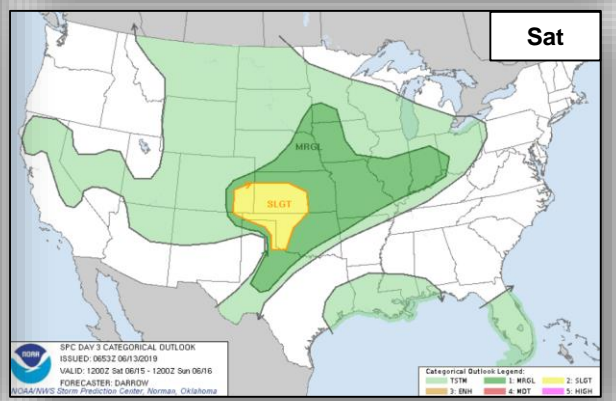 Sat
MRGL
SLGT
SPC DAY 3 CATEGORICAL OUTLOOK
ISSUED: 0653Z 06/13/2019
VALID: 1200Z Sat 06/15 - 1200Z Sun 06/16
FORECASTER: DARROW
NOAA/NWS Storm Prediction Center, Norman, Oklahoma
NOAA
Categorical Outlook Legend:
TSTM 1: MRGL 2: SLGT
3: ENH 4: MDT 5: HIGH